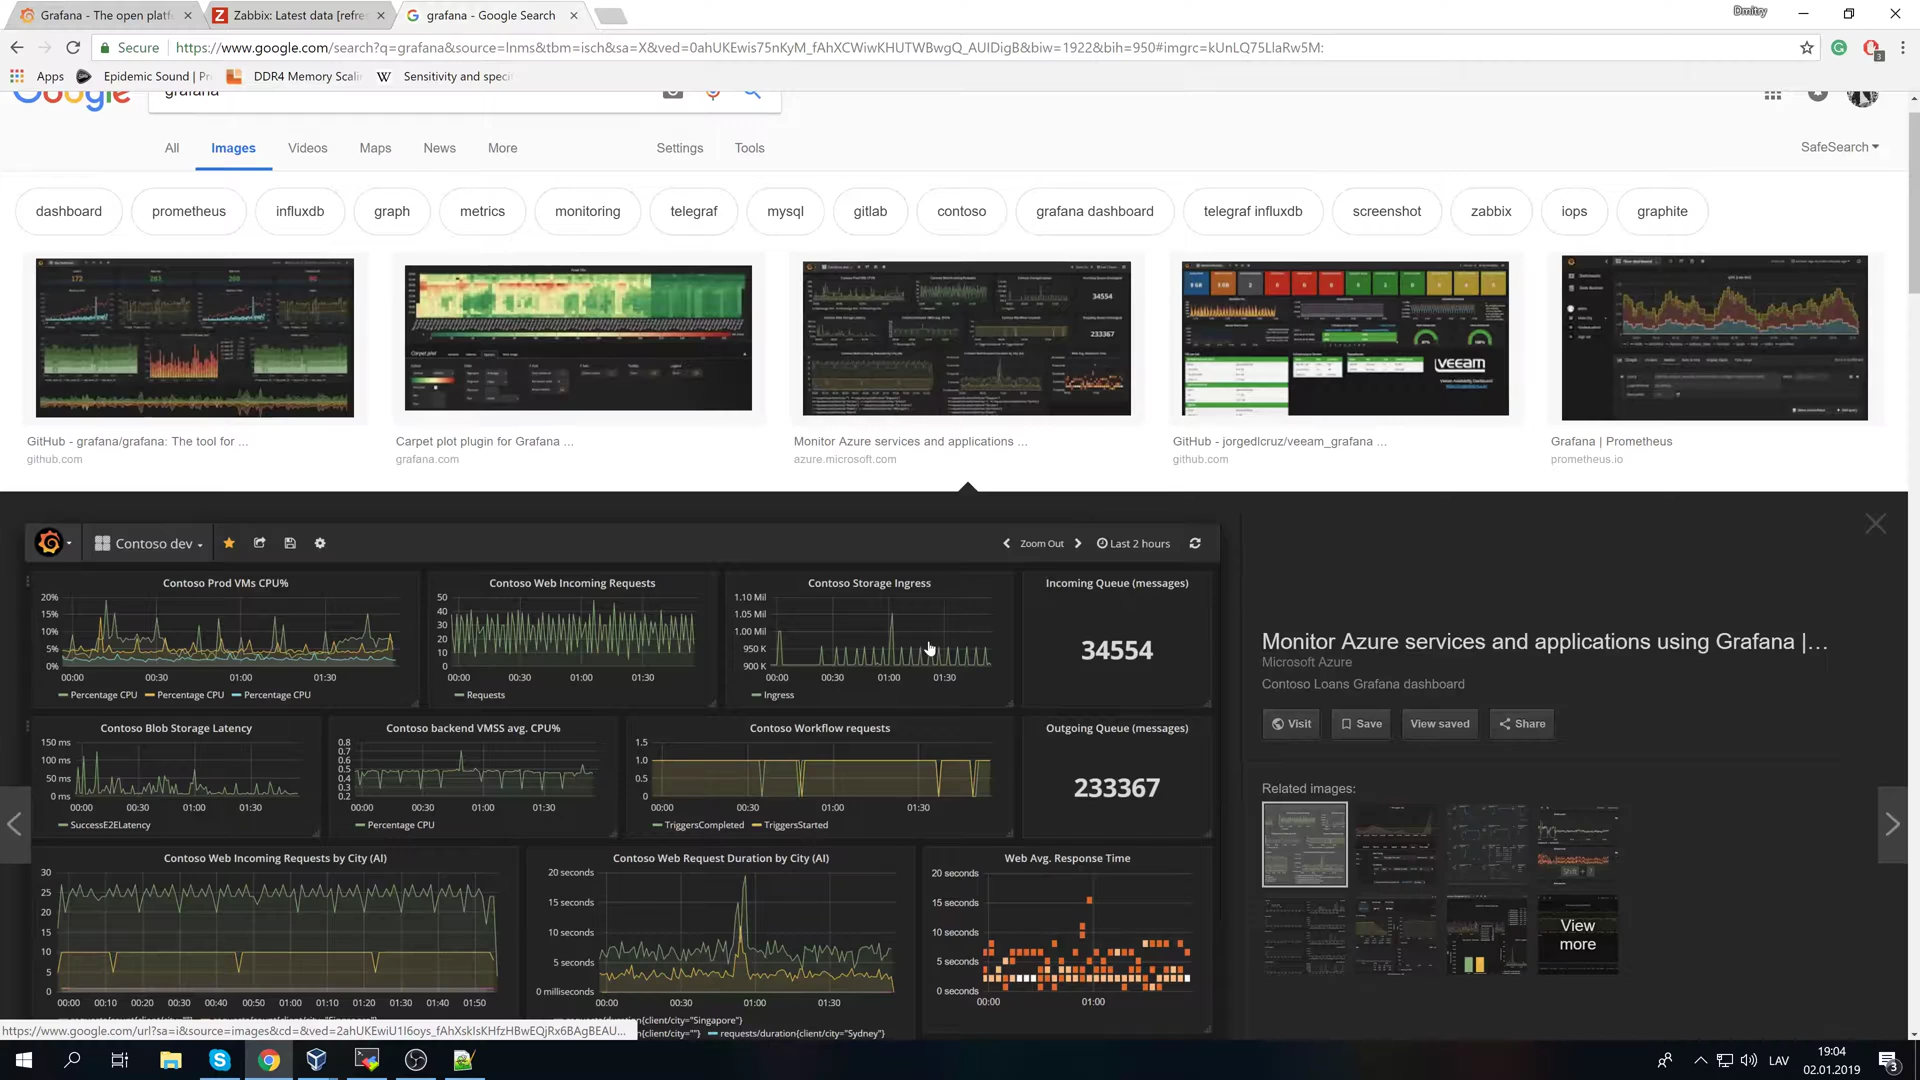 Grafana - The open platf
Zabbix: Latest data [refre
grafana - Google Search
Dmitry
Secure
https://www.google.com/search?q=grafana&source=lnms&tbm=isch&sa=X&ved=0ahUKEwis75nKyM_fAhXCWiwKHUTWBwgQ_AUIDigB&biw=1922&bih=950#imgrc=kUnLQ75LlaRw5M:
3
Apps
Epidemic Sound | Pr
DDR4 Memory Scali
W
Sensitivity and speci
Google
grafana
All
Images
Videos
Maps
News
More
Settings
Tools
SafeSearch
dashboard
prometheus
influxdb
graph
metrics
monitoring
telegraf
mysql
gitlab
contoso
grafana dashboard
telegraf influxdb
screenshot
zabbix
iops
graphite
34554
233367
VEEAM
GitHub - grafana/grafana: The tool for ...
github.com
Carpet plot plugin for Grafana ...
grafana.com
Monitor Azure services and applications ...
azure.microsoft.com
GitHub - jorgedlcruz/veeam_grafana ...
github.com
Grafana | Prometheus
prometheus.io
Contoso dev
Zoom Out
Last 2 hours
Contoso Prod VMs CPU%
20%
15%
10%
5%
0%
00:00 00:30 01:00 01:30
Percentage CPU Percentage CPU Percentage CPU
Contoso Web Incoming Requests
50
40
30
20
10
0
00:00 00:30 01:00 01:30
Requests
Contoso Storage Ingress
1.10 Mil
1.05 Mil
1.00 Mil
950 K
900 K
00:00 00:30 01:00 01:30
Ingress
Incoming Queue (messages)
34554
Contoso Blob Storage Latency
150 ms
100 ms
50 ms
0 ms
00:00 00:30 01:00 01:30
SuccessE2ELatency
Contoso backend VMSS avg. CPU%
0.8
0.7
0.6
0.5
0.4
0.3
0.2
00:00 00:30 01:00 01:30
Percentage CPU
Contoso Workflow requests
1.5
1.0
0.5
0
00:00 00:30 01:00 01:30
TriggersCompleted TriggersStarted
Outgoing Queue (messages)
233367
Contoso Web Incoming Requests by City (AI)
30
25
20
15
10
5
0
00:00 00:10 00:20 00:30 00:40 00:50 01:00 01:10 01:20 01:30 01:40 01:50
Contoso Web Request Duration by City (AI)
20 seconds
15 seconds
10 seconds
5 seconds
0 milliseconds
00:00 00:30 01:00 01:30
requests/duration{client/city="Singapore"}
requests/duration{client/city="Sydney"}
Web Avg. Response Time
20 seconds
15 seconds
10 seconds
5 seconds
0 seconds
00:00 01:00
Monitor Azure services and applications using Grafana |...
Microsoft Azure
Contoso Loans Grafana dashboard
Visit
Save
View saved
Share
Related images:
View more
https://www.google.com/url?sa=i&source=images&cd=&ved=2ahUKEwiU1I6oys_fAhXskIsKHfzHBwEQjRx6BAgBEAU...
LAV
19:04
02.01.2019
3